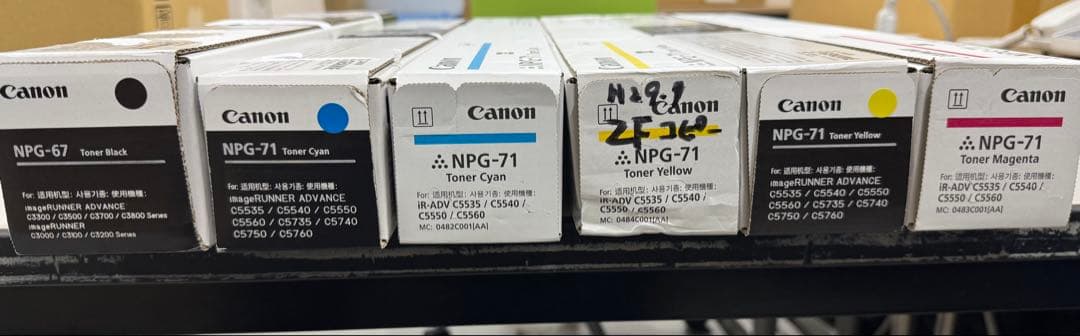 Canon
NPG-67 Toner Black
For: 适用机型: 사용기종: 使用機種:
imageRUNNER ADVANCE
C3300 / C3500 / C3700 / C3800 Series
imageRUNNER
C3000 / C3100 / C3200 Series
Canon
NPG-71 Toner Cyan
For: 适用机型: 사용기종: 使用機種:
imageRUNNER ADVANCE
C5535 / C5540 / C5550
C5560 / C5735 / C5740
C5750 / C5760
Canon
Canon
NPG-71
Toner Cyan
For: 适用机型: 사용기종: 使用機種:
iR-ADV C5535 / C5540 /
C5550 / C5560
MC: 0482C001[AA]
Canon
Canon
NPG-71
Toner Yellow
For: 适用机型: 사용기종: 使用機種:
iR-ADV C5535 / C5540 /
C5550 / C5560
MC: 0484C001[AA]
Canon
NPG-71 Toner Yellow
For: 适用机型: 사용기종: 使用機種:
imageRUNNER ADVANCE
C5535 / C5540 / C5550
C5560 / C5735 / C5740
C5750 / C5760
Canon
NPG-71
Toner Magenta
For: 适用机型: 사용기종: 使用機種:
iR-ADV C5535 / C5540 /
C5550 / C5560
MC: 0483C001[AA]